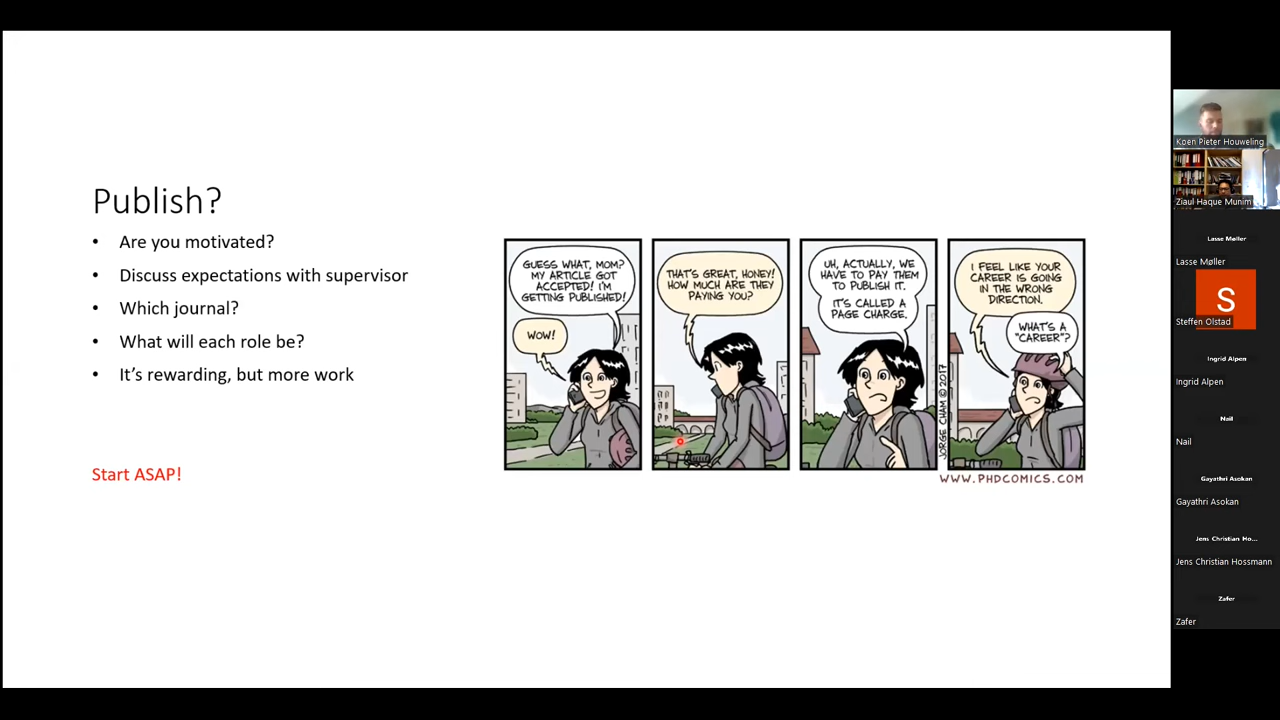 Publish?
• Are you motivated?
• Discuss expectations with supervisor
• Which journal?
• What will each role be?
• It's rewarding, but more work
Start ASAP!
GUESS WHAT, MOM?
MY ARTICLE GOT
ACCEPTED! I'M
GETTING PUBLISHED!
WOW!
THAT'S GREAT, HONEY!
HOW MUCH ARE THEY
PAYING YOU?
UH, ACTUALLY, WE
HAVE TO PAY THEM
TO PUBLISH IT.
IT'S CALLED A
PAGE CHARGE.
I FEEL LIKE YOUR
CAREER IS GOING
IN THE WRONG
DIRECTION.
WHAT'S A
"CAREER"?
JORGE CHAM © 2017
WWW.PHDCOMICS.COM
Koen Pieter Houweling
Ziaul Haque Munim
Lasse Møller
Lasse Møller
S
Steffen Olstad
Ingrid Alpen
Ingrid Alpen
Nail
Nail
Gayathri Asokan
Gayathri Asokan
Jens Christian Ho...
Jens Christian Hossmann
Zafer
Zafer